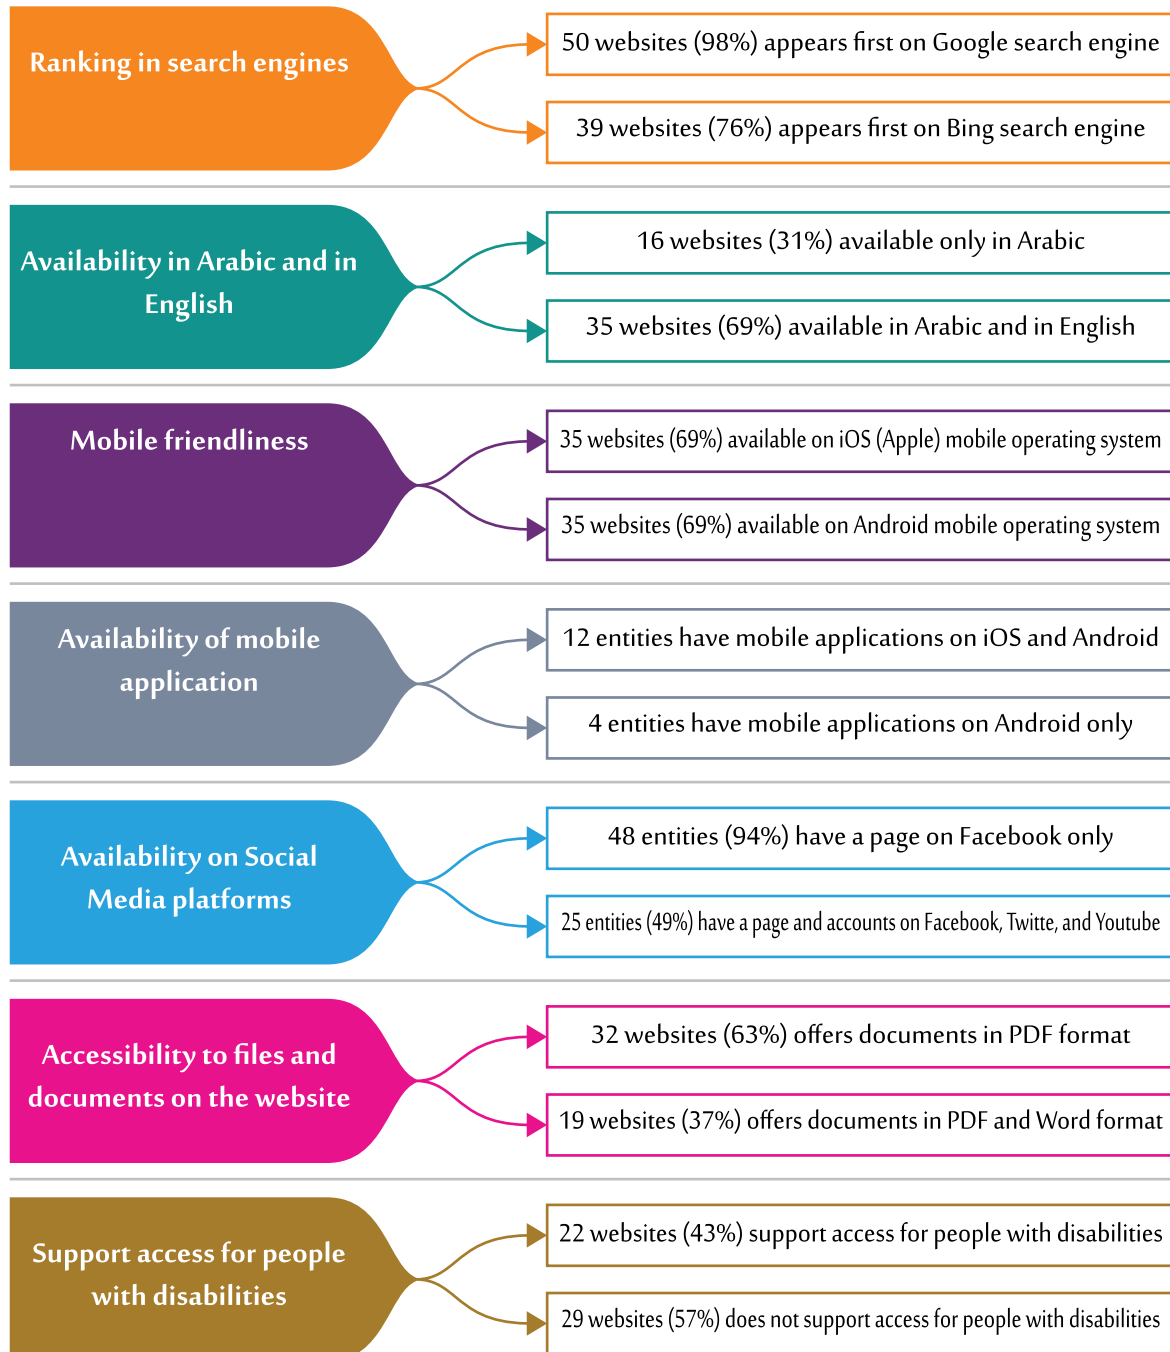 Ranking in search engines
50 websites (98%) appears first on Google search engine
39 websites (76%) appears first on Bing search engine
Availability in Arabic and in
English
16 websites (31%) available only in Arabic
35 websites (69%) available in Arabic and in English
Mobile friendliness
35 websites (69%) available on iOS (Apple) mobile operating system
35 websites (69%) available on Android mobile operating system
Availability of mobile
application
12 entities have mobile applications on iOS and Android
4 entities have mobile applications on Android only
Availability on Social
Media platforms
48 entities (94%) have a page on Facebook only
25 entities (49%) have a page and accounts on Facebook, Twitte, and Youtube
Accessibility to files and
documents on the website
32 websites (63%) offers documents in PDF format
19 websites (37%) offers documents in PDF and Word format
Support access for people
with disabilities
22 websites (43%) support access for people with disabilities
29 websites (57%) does not support access for people with disabilities